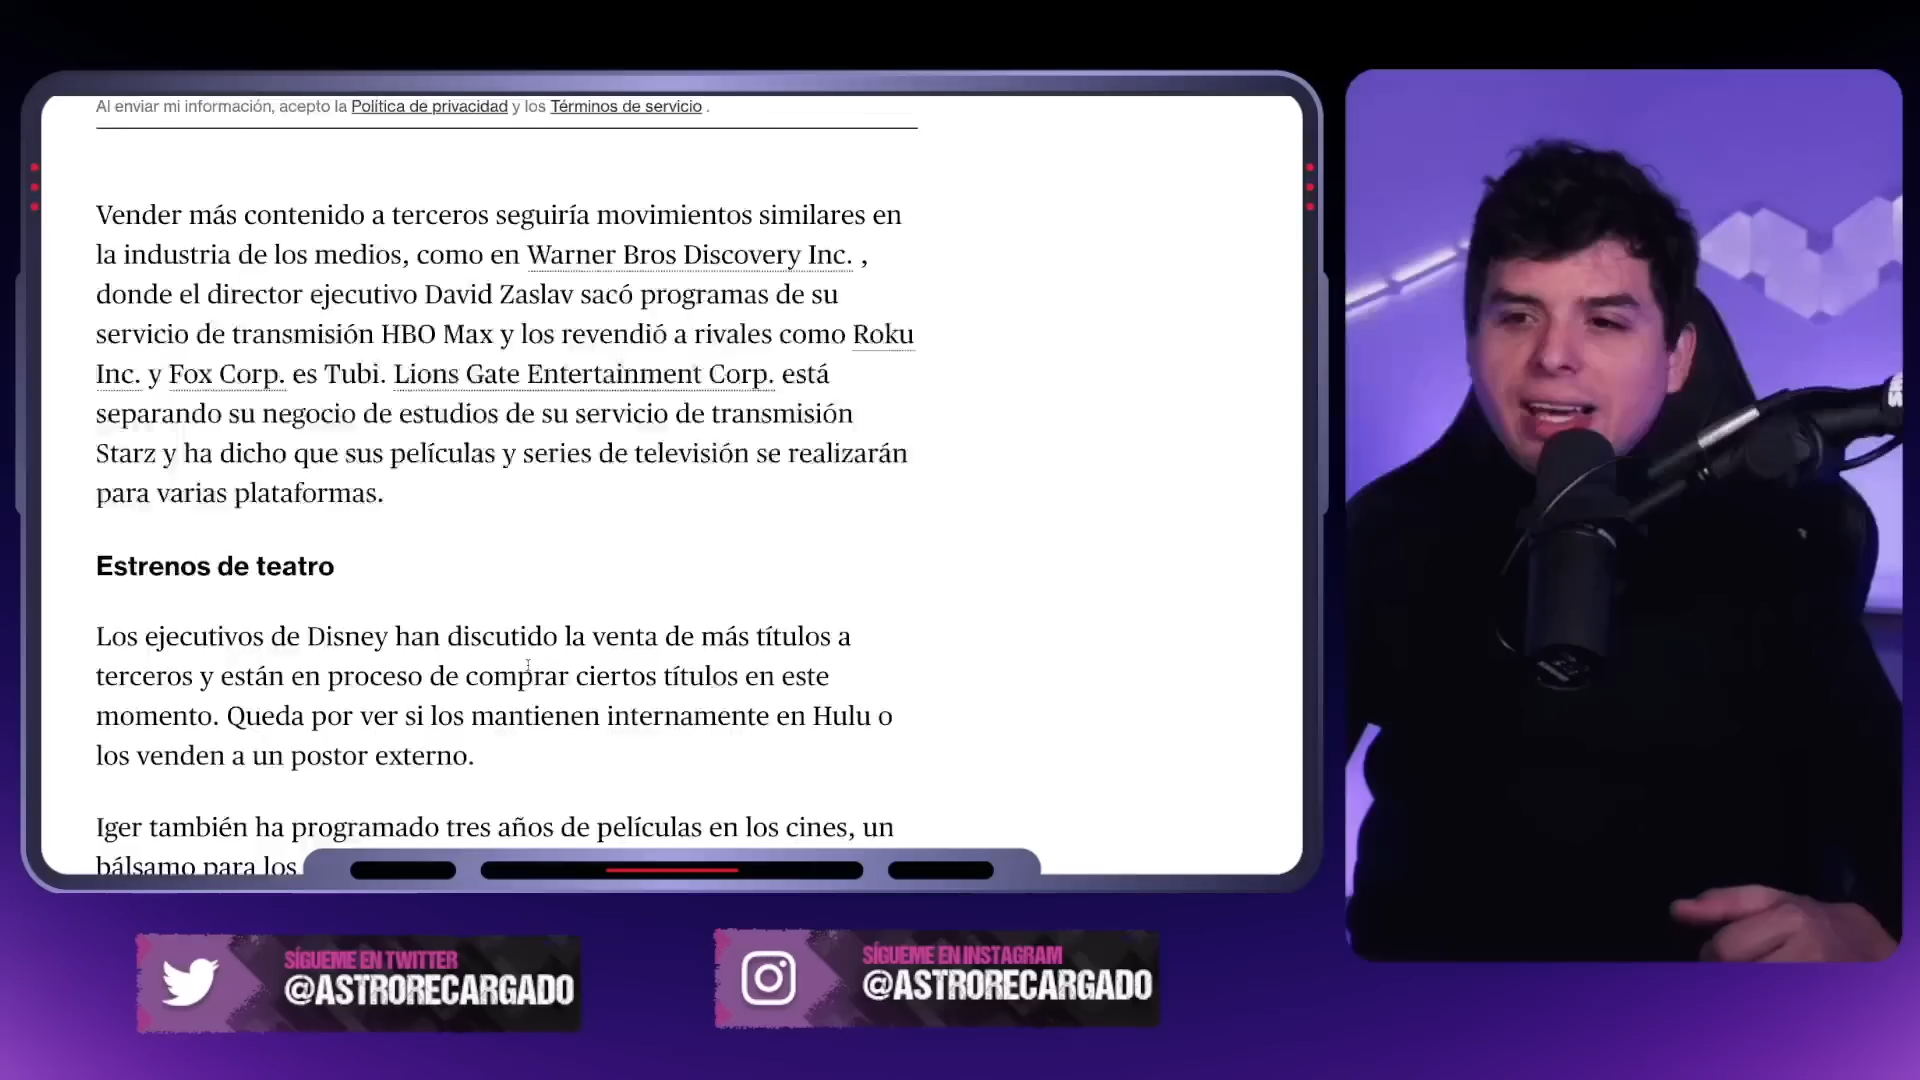 Al enviar mi información, acepto la Política de privacidad y los Términos de servicio .
Vender más contenido a terceros seguiría movimientos similares en
la industria de los medios, como en Warner Bros Discovery Inc. ,
donde el director ejecutivo David Zaslav sacó programas de su
servicio de transmisión HBO Max y los revendió a rivales como Roku
Inc. y Fox Corp. es Tubi. Lions Gate Entertainment Corp. está
separando su negocio de estudios de su servicio de transmisión
Starz y ha dicho que sus películas y series de televisión se realizarán
para varias plataformas.
Estrenos de teatro
Los ejecutivos de Disney han discutido la venta de más títulos a
terceros y están en proceso de comprar ciertos títulos en este
momento. Queda por ver si los mantienen internamente en Hulu o
los venden a un postor externo.
Iger también ha programado tres años de películas en los cines, un
bálsamo para los
SÍGUEME EN TWITTER
@ASTRORECARGADO
SÍGUEME EN INSTAGRAM
@ASTRORECARGADO